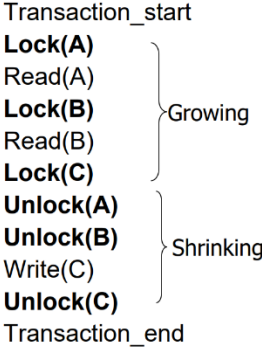 Transaction_start
Lock(A)
Read(A)
Lock(B)
Read(B)
Lock(C)
Growing
Unlock(A)
Unlock(B)
Write(C)
Unlock(C)
Shrinking
Transaction_end